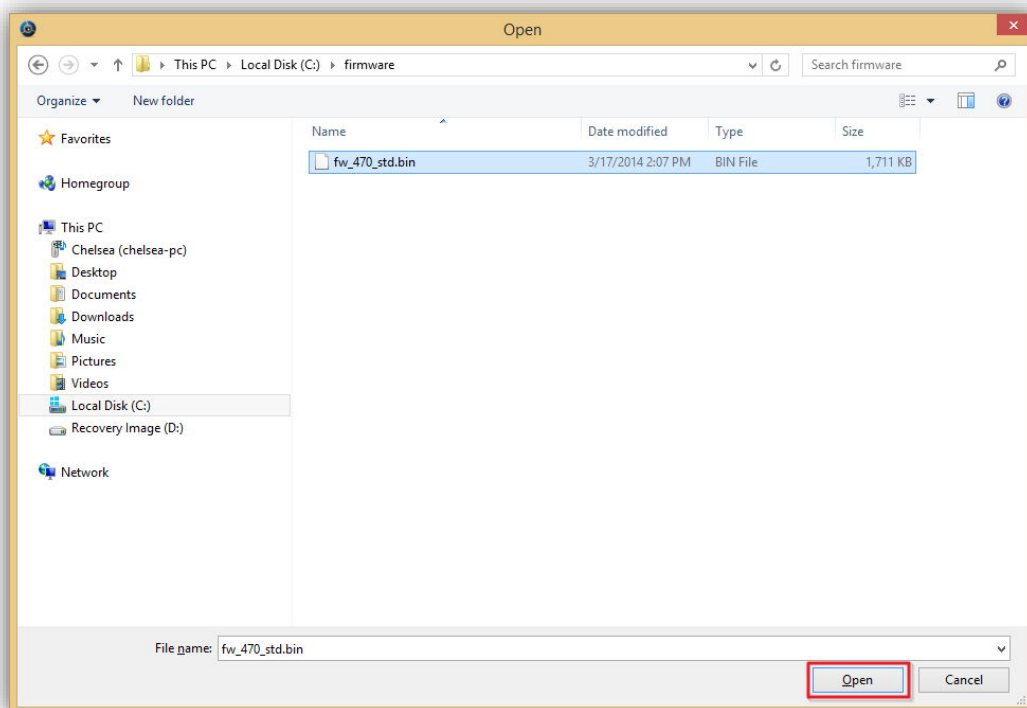 Open
This PC Local Disk (C:) firmware Search firmware
Organize New folder
Favorites
Homegroup
This PC
Chelsea (chelsea-pc)
Desktop
Documents
Downloads
Music
Pictures
Videos
Local Disk (C:)
Recovery Image (D:)
Network
Name Date modified Type Size
fw_470_std.bin 3/17/2014 2:07 PM BIN File 1,711 KB
File name: fw_470_std.bin
Open Cancel